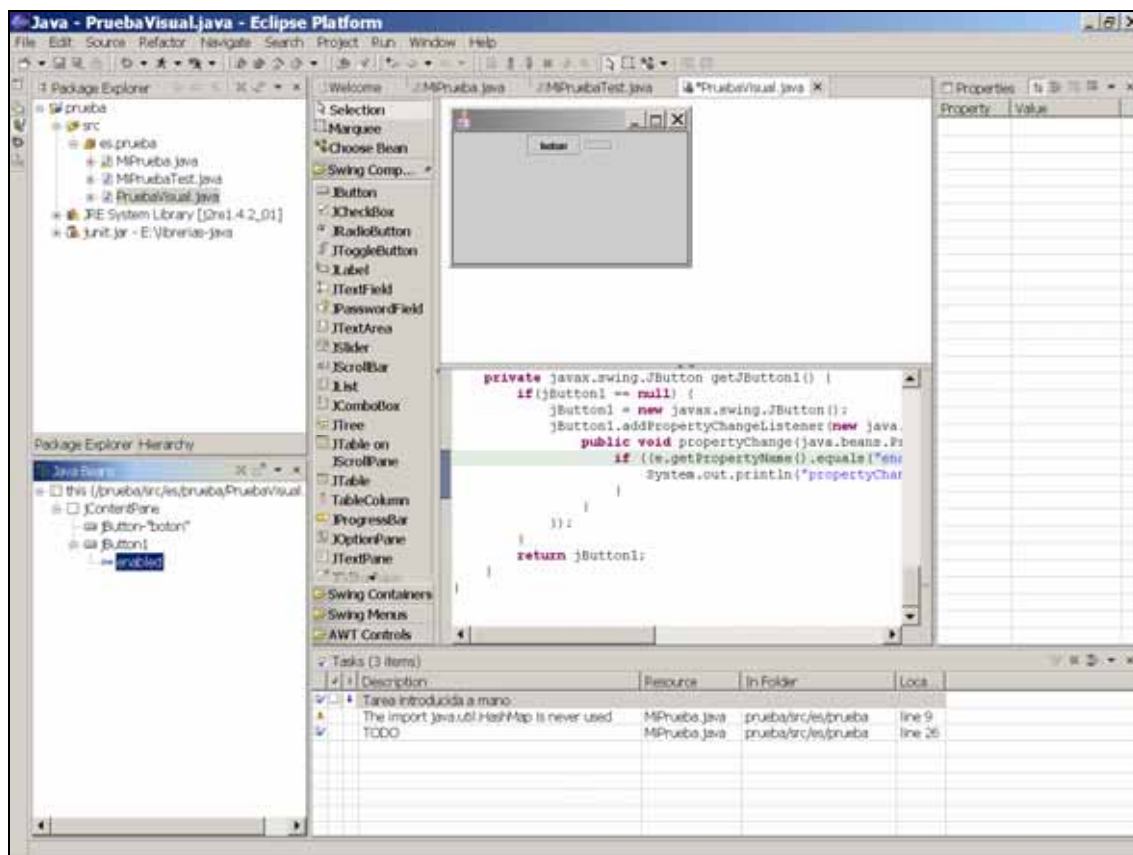 Java - PruebaVisual.java - Eclipse Platform
File Edit Source Refactor Navigate Search Project Run Window Help
Package Explorer
prueba
src
es.prueba
MiPrueba.java
MiPruebaTest.java
PruebaVisual.java
JRE System Library [j2re1.4.2_01]
junit.jar - E:\librerias-java
Package Explorer Hierarchy
Java Beans
this (/prueba/src/es/prueba/PruebaVisual.
jContentPane
jButton-"boton"
jButton1
enabled
Welcome MiPrueba.java MiPruebaTest.java *PruebaVisual.java
Selection
Marquee
Choose Bean
Swing Comp...
JButton
JCheckBox
JRadioButton
JToggleButton
JLabel
JTextField
JPasswordField
JTextArea
JSlider
JScrollBar
JList
JComboBox
JTree
JTable on
JScrollPane
JTable
TableColumn
JProgressBar
JOptionPane
JTextPane
Swing Containers
Swing Menus
AWT Controls
boton
private javax.swing.JButton getJButton1() {
if(jButton1 == null) {
jButton1 = new javax.swing.JButton();
jButton1.addPropertyChangeListener(new java.
public void propertyChange(java.beans.Pr
if ((e.getPropertyName().equals("ena
System.out.println("propertyChan
}
}
});
}
return jButton1;
}
}
Properties
Property Value
Tasks (3 items)
Description Resource In Folder Loca...
Tarea introducida a mano
The import java.util.HashMap is never used MiPrueba.java prueba/src/es/prueba line 9
TODO MiPrueba.java prueba/src/es/prueba line 26